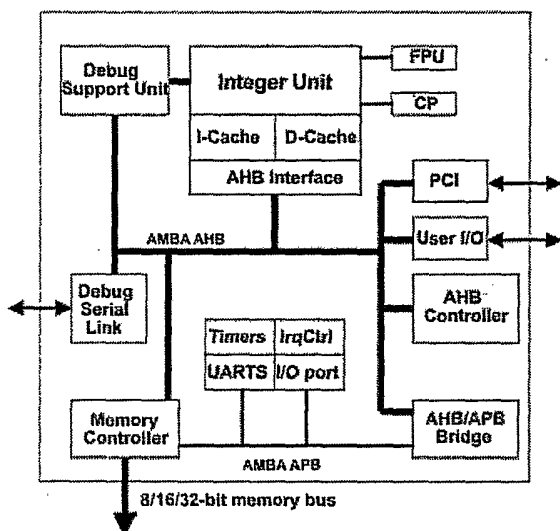 Debug
Support Unit
Integer Unit
FPU
CP
I-Cache
D-Cache
AHB Interface
PCI
AMBA AHB
User I/O
Debug
Serial
Link
AHB
Controller
Timers
IrqCtrl
UARTS
I/O port
Memory
Controller
AHB/APB
Bridge
AMBA APB
8/16/32-bit memory bus